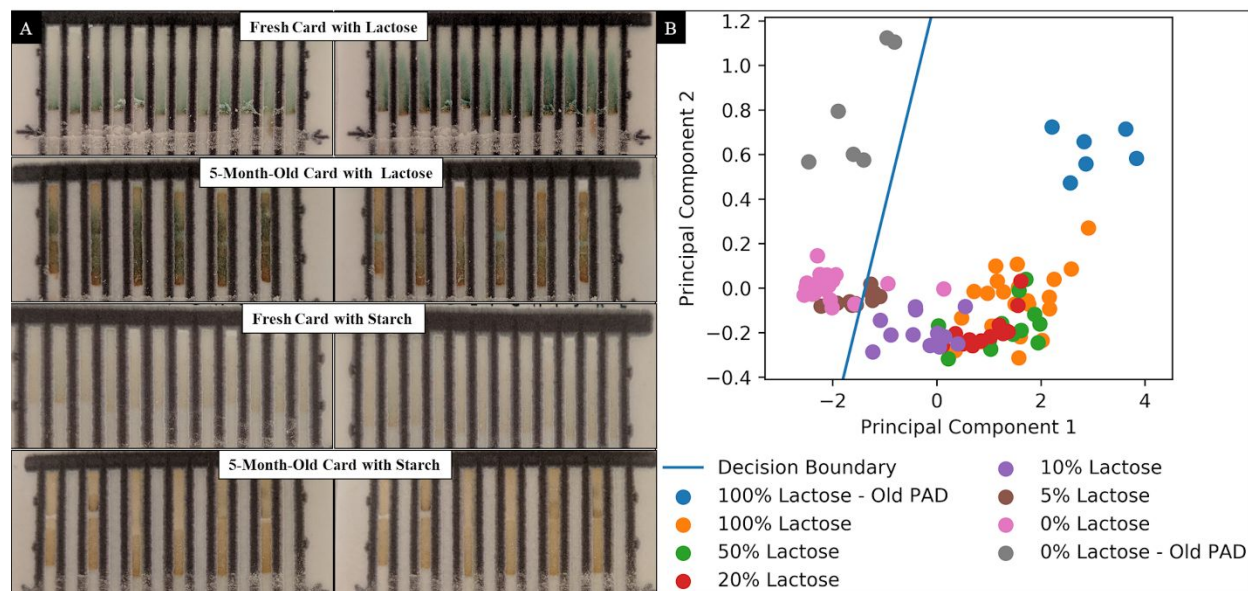 A
Fresh Card with Lactose
5-Month-Old Card with Lactose
Fresh Card with Starch
5-Month-Old Card with Starch
B
Principal Component 2
1.2
1.0
0.8
0.6
0.4
0.2
0.0
−0.2
−0.4
−2 0 2 4
Principal Component 1
Decision Boundary
100% Lactose - Old PAD
100% Lactose
50% Lactose
20% Lactose
10% Lactose
5% Lactose
0% Lactose
0% Lactose - Old PAD